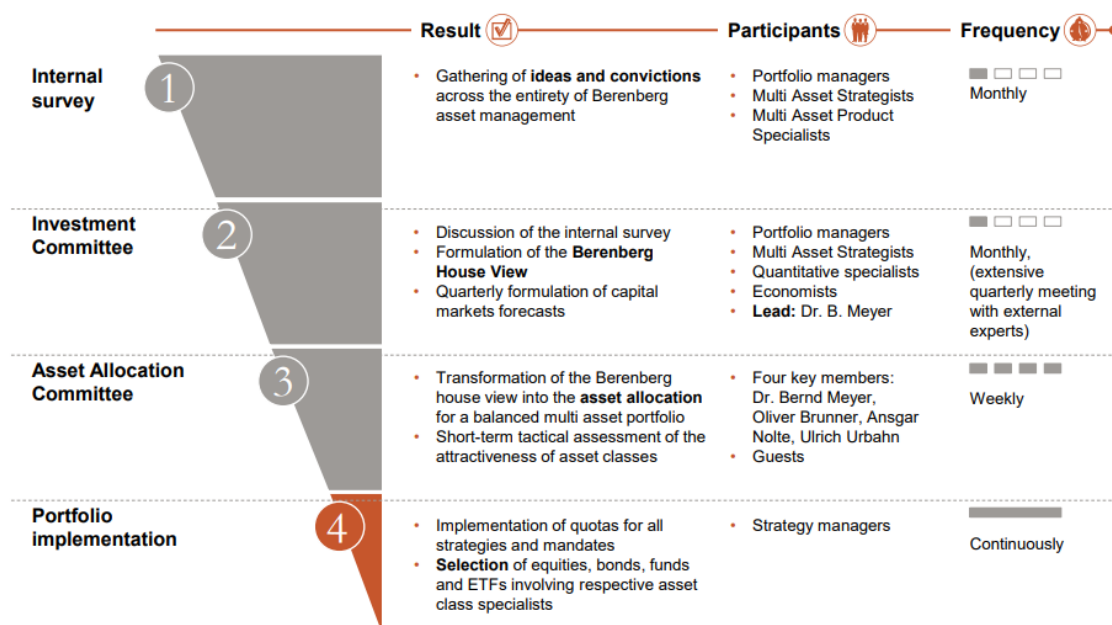 Result
Participants
Frequency
Internal
survey
1
• Gathering of ideas and convictions
across the entirety of Berenberg
asset management
• Portfolio managers
• Multi Asset Strategists
• Multi Asset Product
Specialists
Monthly
Investment
Committee
2
• Discussion of the internal survey
• Formulation of the Berenberg
House View
• Quarterly formulation of capital
markets forecasts
• Portfolio managers
• Multi Asset Strategists
• Quantitative specialists
• Economists
• Lead: Dr. B. Meyer
Monthly,
(extensive
quarterly meeting
with external
experts)
Asset Allocation
Committee
3
• Transformation of the Berenberg
house view into the asset allocation
for a balanced multi asset portfolio
• Short-term tactical assessment of the
attractiveness of asset classes
• Four key members:
Dr. Bernd Meyer,
Oliver Brunner, Ansgar
Nolte, Ulrich Urbahn
• Guests
Weekly
Portfolio
implementation
4
• Implementation of quotas for all
strategies and mandates
• Selection of equities, bonds, funds
and ETFs involving respective asset
class specialists
• Strategy managers
Continuously